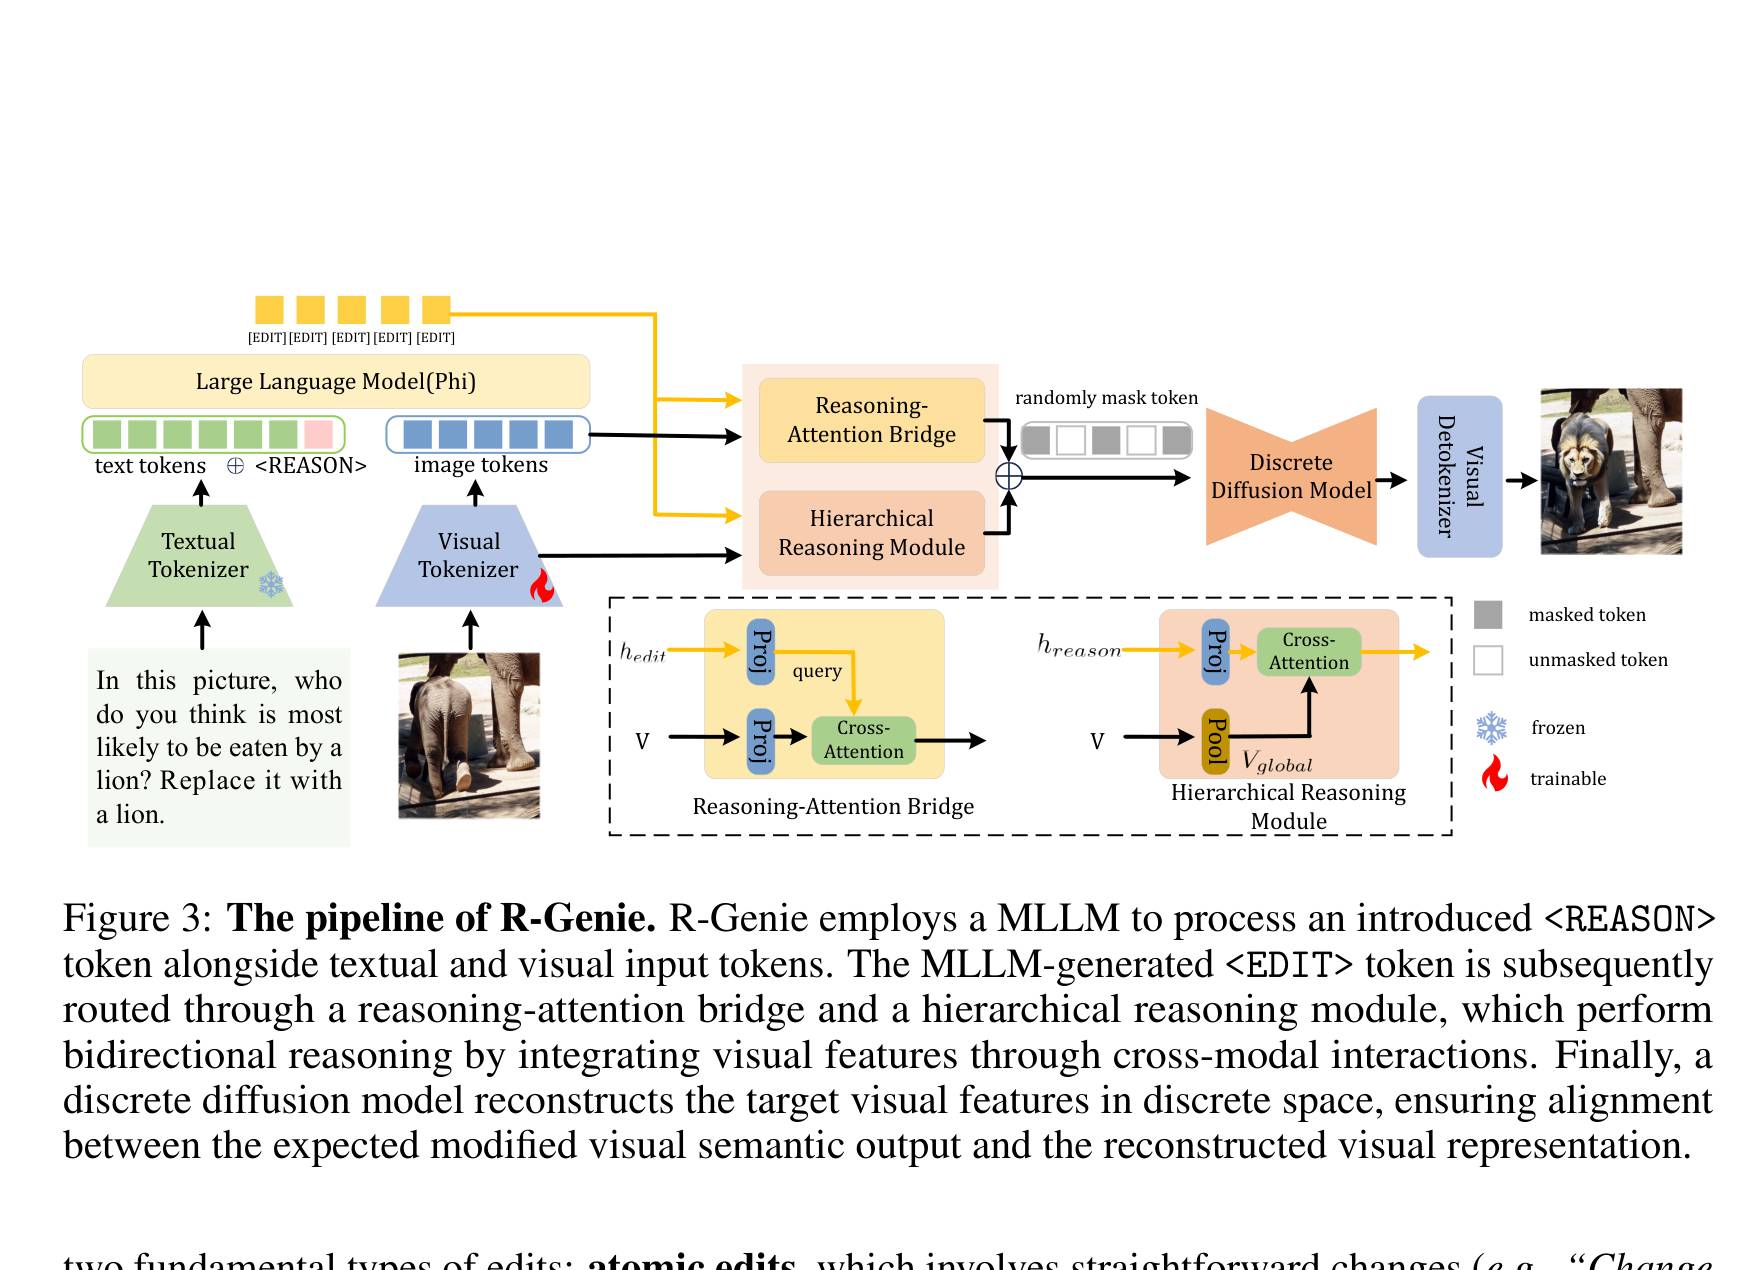 [EDIT] [EDIT] [EDIT] [EDIT] [EDIT]
Large Language Model(Phi)
text tokens ⊕ <REASON>
image tokens
Textual
Tokenizer
Visual
Tokenizer
In this picture, who
do you think is most
likely to be eaten by a
lion? Replace it with
a lion.
Reasoning-
Attention Bridge
Hierarchical
Reasoning Module
randomly mask token
Discrete
Diffusion Model
Visual
Detokenizer
h_edit
Proj
query
V
Proj
Cross-
Attention
Reasoning-Attention Bridge
h_reason
Proj
Cross-
Attention
V
Pool
V_global
Hierarchical Reasoning
Module
masked token
unmasked token
frozen
trainable
Figure 3: The pipeline of R-Genie. R-Genie employs a MLLM to process an introduced <REASON>
token alongside textual and visual input tokens. The MLLM-generated <EDIT> token is subsequently
routed through a reasoning-attention bridge and a hierarchical reasoning module, which perform
bidirectional reasoning by integrating visual features through cross-modal interactions. Finally, a
discrete diffusion model reconstructs the target visual features in discrete space, ensuring alignment
between the expected modified visual semantic output and the reconstructed visual representation.
two fundamental types of edits: atomic edits, which involves straightforward changes (e.g., “Change